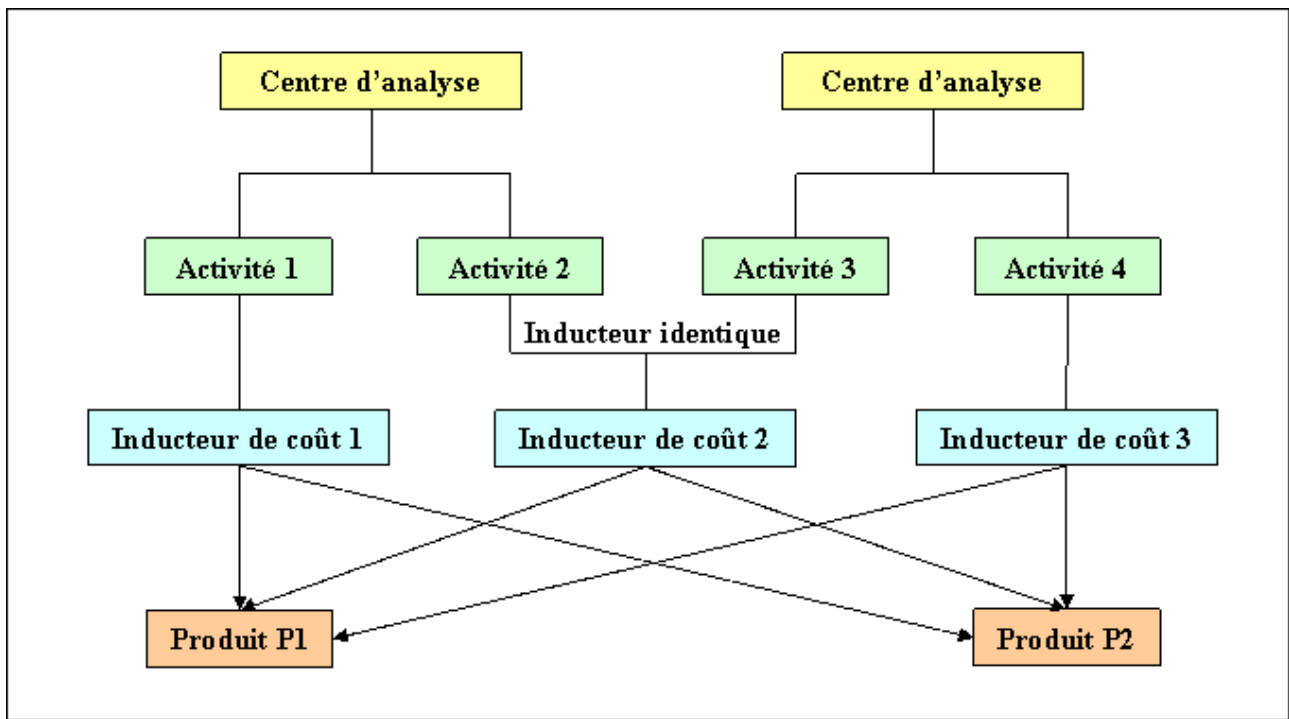 Centre d'analyse
Centre d'analyse
Activité 1
Activité 2
Activité 3
Activité 4
Inducteur identique
Inducteur de coût 1
Inducteur de coût 2
Inducteur de coût 3
Produit P1
Produit P2